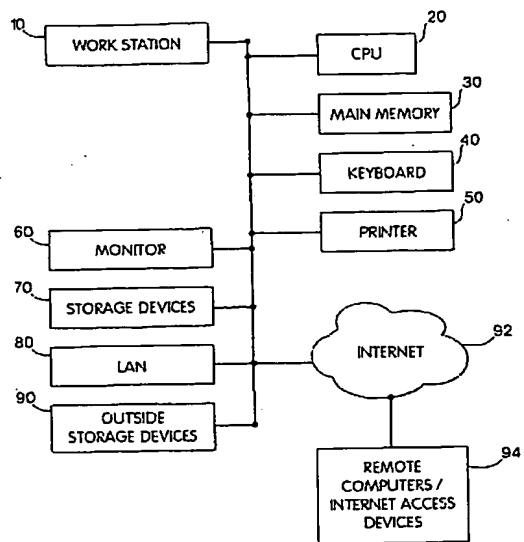 10
WORK STATION
20
CPU
30
MAIN MEMORY
40
KEYBOARD
50
PRINTER
60
MONITOR
70
STORAGE DEVICES
80
LAN
90
OUTSIDE
STORAGE DEVICES
INTERNET
92
REMOTE
COMPUTERS /
INTERNET ACCESS
DEVICES
94